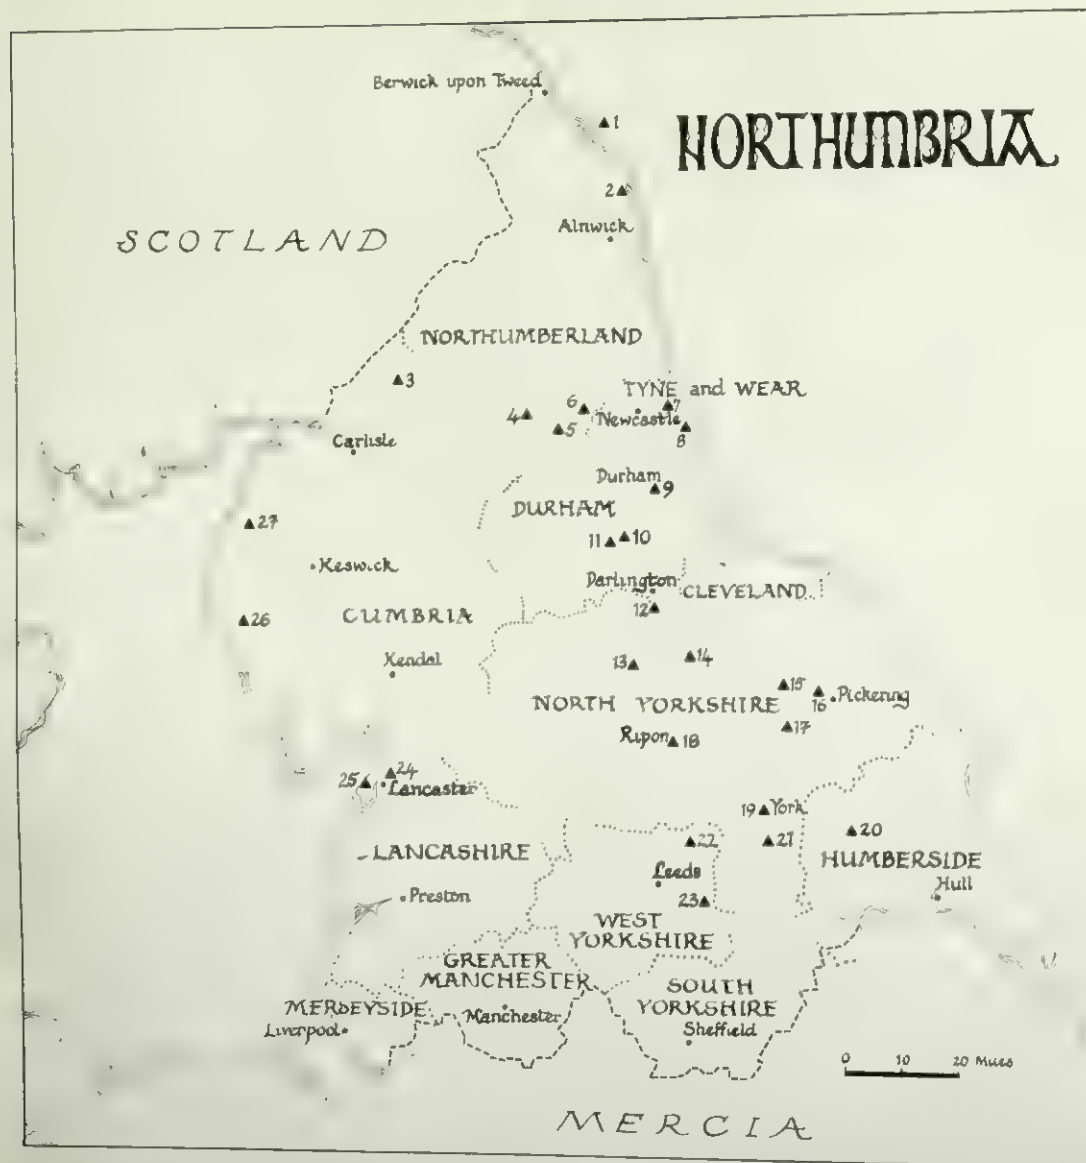 Berwick upon Tweed
NORTHUMBRIA
1
2
Alnwick
SCOTLAND
NORTHUMBERLAND
3
TYNE and WEAR
6
7
4
Newcastle
5
8
Carlisle
Durham
9
DURHAM
27
11
10
Keswick
Darlington
CLEVELAND
12
26
CUMBRIA
14
13
Kendal
15
16
Pickering
NORTH YORKSHIRE
17
Ripon
18
24
25
Lancaster
19
York
20
22
21
LANCASHIRE
HUMBERSIDE
Leeds
Hull
Preston
23
WEST
YORKSHIRE
GREATER
MANCHESTER
SOUTH
YORKSHIRE
MERSEYSIDE
Manchester
Liverpool
Sheffield
0 10 20 Miles
MERCIA